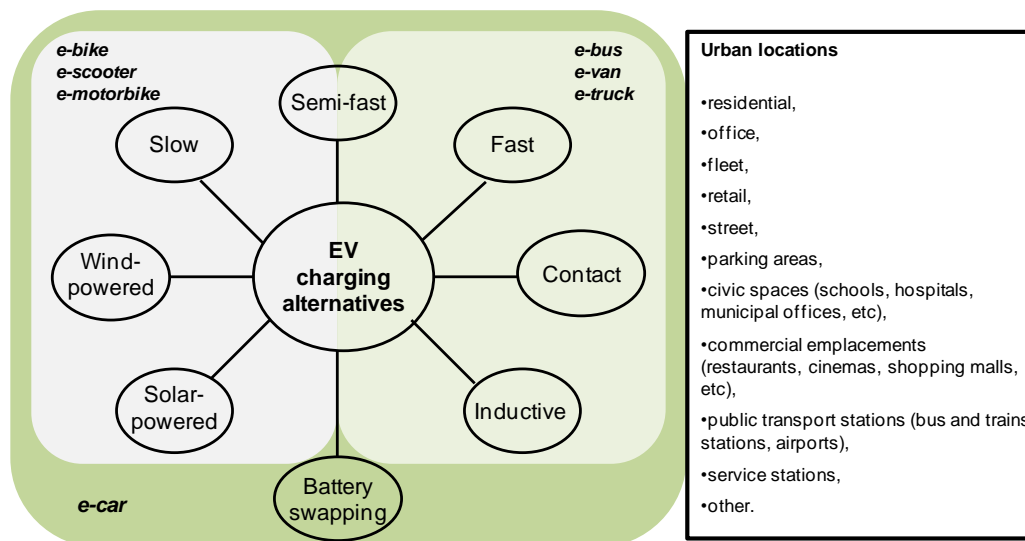 e-bike
e-scooter
e-motorbike
e-bus
e-van
e-truck
Semi-fast
Slow
Fast
Wind-
powered
EV
charging
alternatives
Contact
Solar-
powered
Inductive
Battery
swapping
e-car
Urban locations
•residential,
•office,
•fleet,
•retail,
•street,
•parking areas,
•civic spaces (schools, hospitals,
municipal offices, etc),
•commercial emplacements
(restaurants, cinemas, shopping malls,
etc),
•public transport stations (bus and trains
stations, airports),
•service stations,
•other.